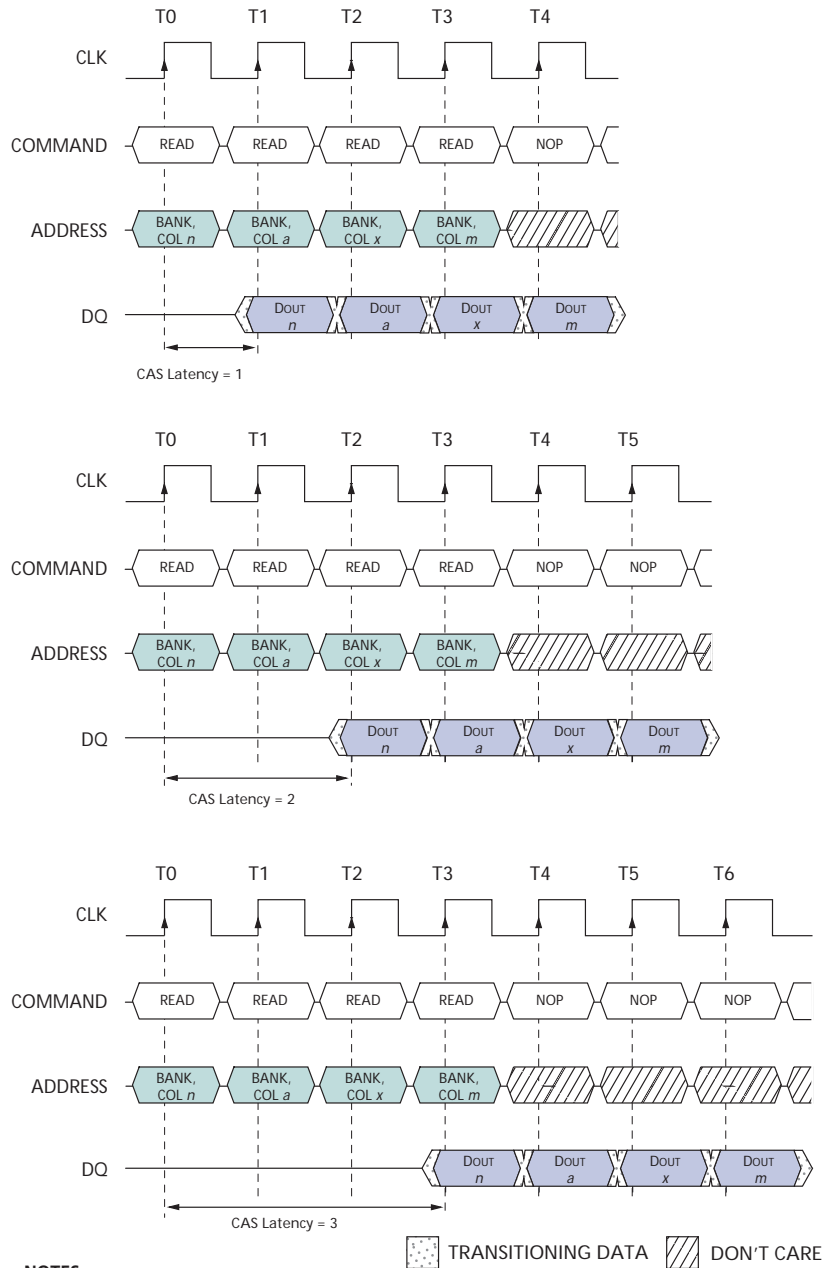 T0 T1 T2 T3 T4
CLK
COMMAND READ READ READ READ NOP
ADDRESS BANK, COL n BANK, COL a BANK, COL x BANK, COL m
DQ DOUT n DOUT a DOUT x DOUT m
CAS Latency = 1
T0 T1 T2 T3 T4 T5
CLK
COMMAND READ READ READ READ NOP NOP
ADDRESS BANK, COL n BANK, COL a BANK, COL x BANK, COL m
DQ DOUT n DOUT a DOUT x DOUT m
CAS Latency = 2
T0 T1 T2 T3 T4 T5 T6
CLK
COMMAND READ READ READ READ NOP NOP NOP
ADDRESS BANK, COL n BANK, COL a BANK, COL x BANK, COL m
DQ DOUT n DOUT a DOUT x DOUT m
CAS Latency = 3
TRANSITIONING DATA DON'T CARE